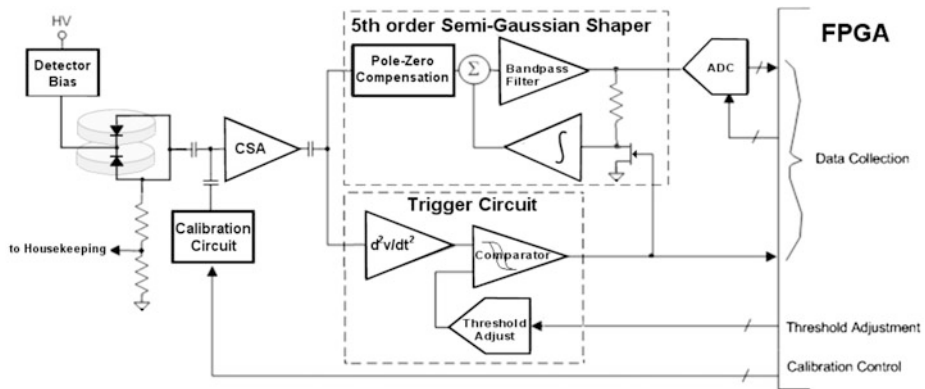 HV
Detector
Bias
CSA
Calibration
Circuit
to Housekeeping
5th order Semi-Gaussian Shaper
Pole-Zero
Compensation
Σ
Bandpass
Filter
∫
Trigger Circuit
d²v/dt²
Comparator
Threshold
Adjust
ADC
FPGA
Data Collection
Threshold Adjustment
Calibration Control